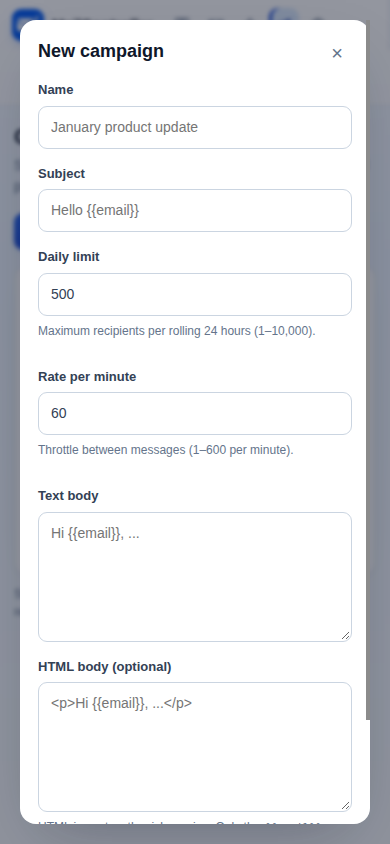 New campaign
×
Name
January product update
Subject
Hello {{email}}
Daily limit
500
Maximum recipients per rolling 24 hours (1–10,000).
Rate per minute
60
Throttle between messages (1–600 per minute).
Text body
Hi {{email}}, ...
HTML body (optional)
<p>Hi {{email}}, ...</p>